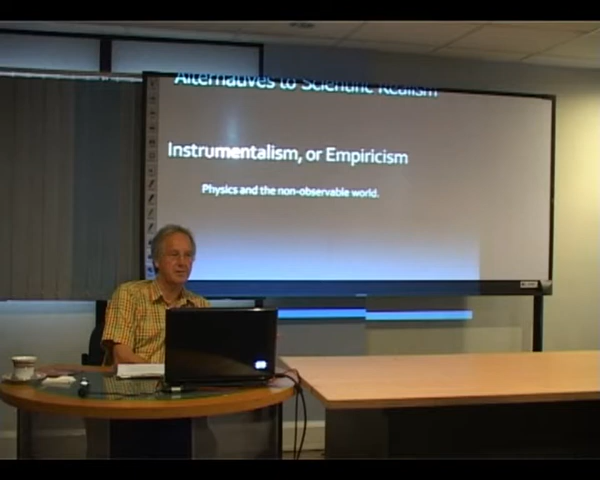 Alternatives to Scientific Realism
Instrumentalism, or Empiricism
Physics and the non-observable world.